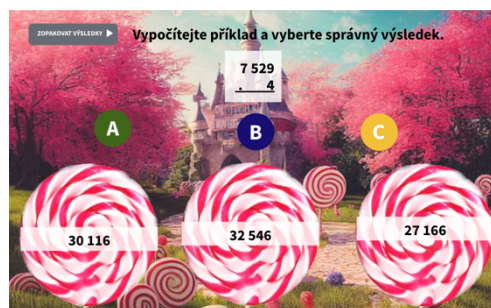 ZOPAKOVAT VÝSLEDKY
Vypočítejte příklad a vyberte správný výsledek.
7 529
. 4
A B C
30 116 32 546 27 166